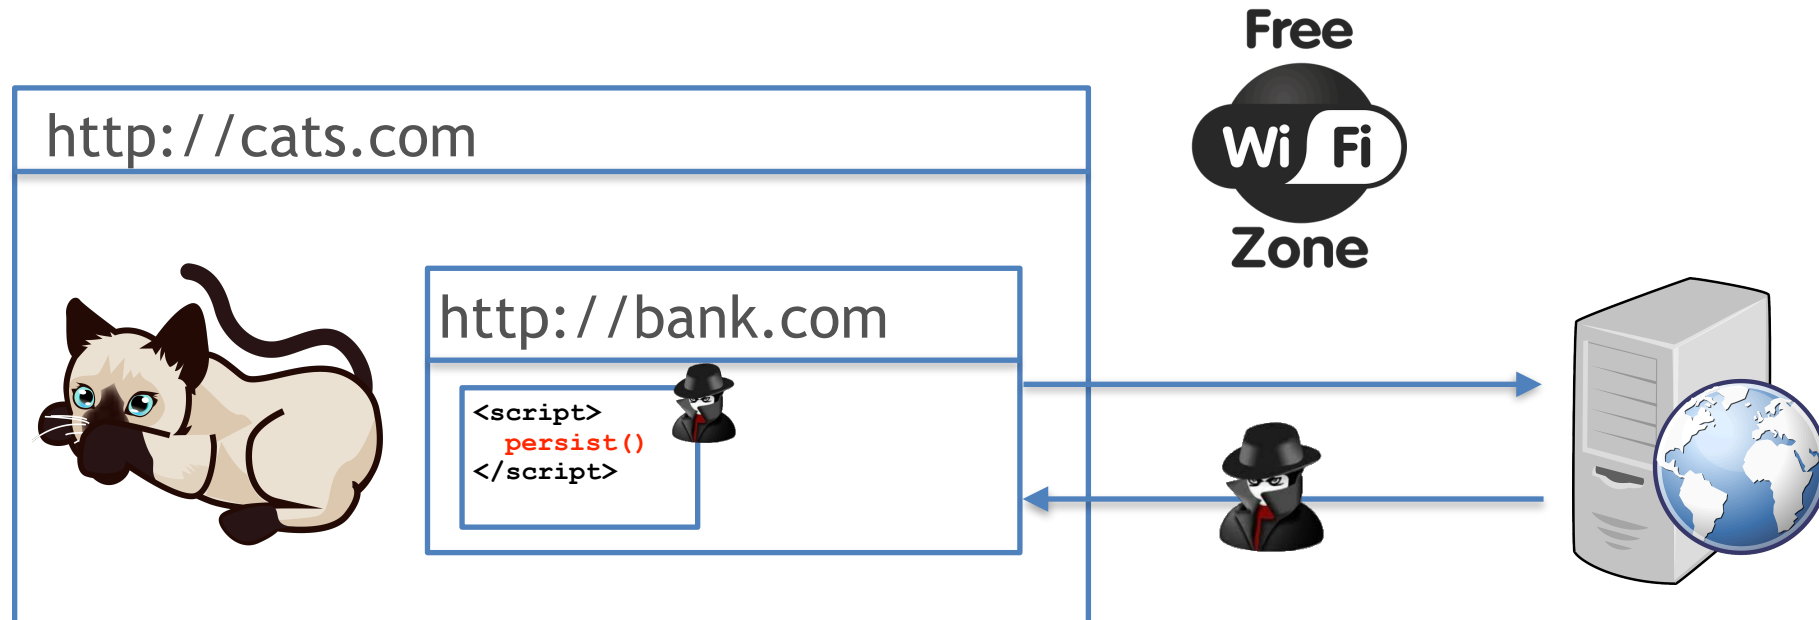 Free
Wi Fi
Zone
http://cats.com
http://bank.com
<script>
persist()
</script>